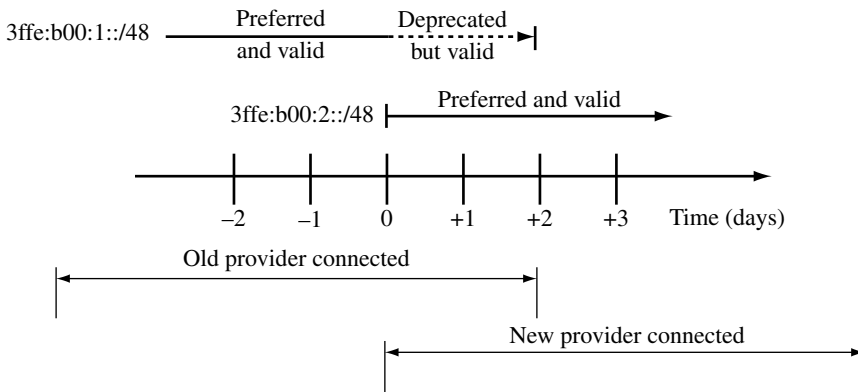 Preferred
Deprecated
3ffe:b00:1::/48
and valid
but valid
3ffe:b00:2::/48
Preferred and valid
–2
–1
0
+1
+2
+3
Time (days)
Old provider connected
New provider connected